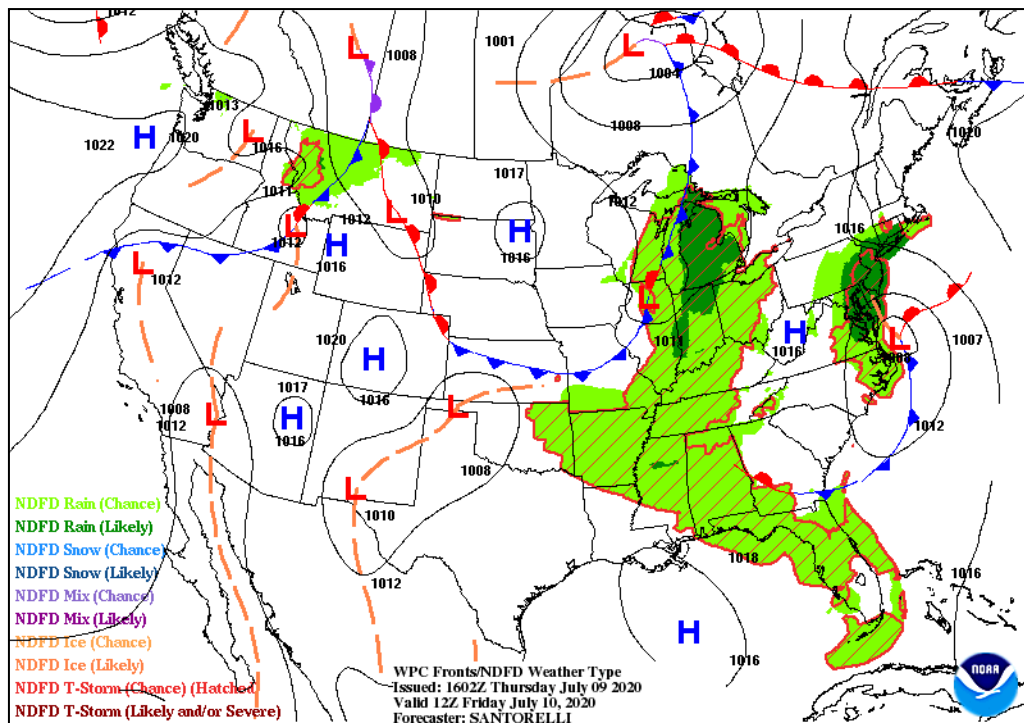 1012
L
1008
1001
L
1004
1013
1022
H
1020
L
1016
1008
1020
1011
1017
1010
1012
L
1012
L
1012
H
1016
H
1016
1016
L
1012
L
1011
1020
H
1016
H
1016
L
1008
1007
1017
H
1016
1008
1012
L
L
1012
1008
L
1010
1012
1018
1016
H
1016
NDFD Rain (Chance)
NDFD Rain (Likely)
NDFD Snow (Chance)
NDFD Snow (Likely)
NDFD Mix (Chance)
NDFD Mix (Likely)
NDFD Ice (Chance)
NDFD Ice (Likely)
NDFD T-Storm (Chance) (Hatched
NDFD T-Storm (Likely and/or Severe)
WPC Fronts/NDFD Weather Type
Issued: 1602Z Thursday July 09 2020
Valid 12Z Friday July 10, 2020
Forecaster: SANTORELLI
NOAA